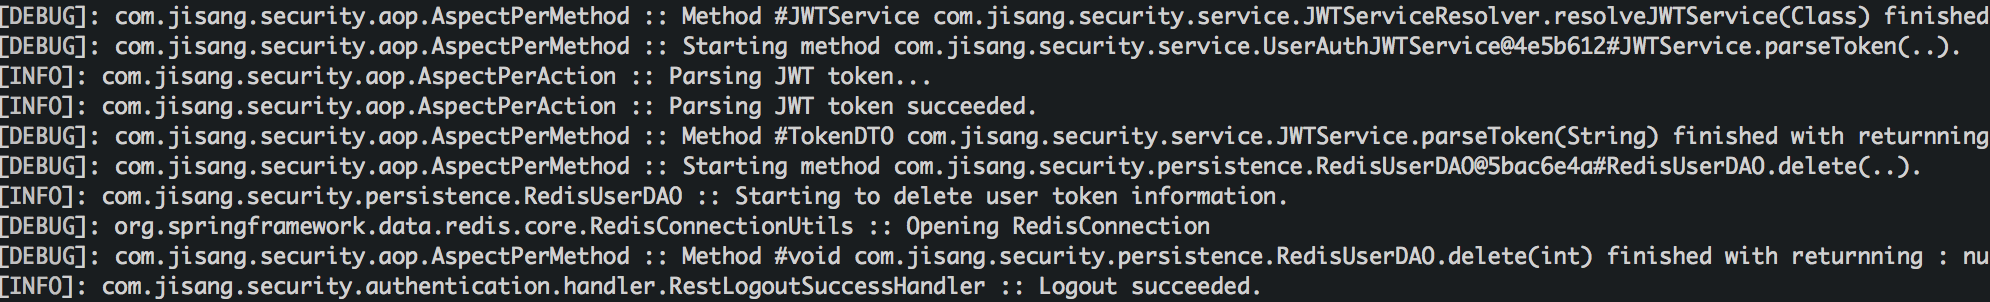 [DEBUG]: com.jisang.security.aop.AspectPerMethod :: Method #JWTService com.jisang.security.service.JWTServiceResolver.resolveJWTService(Class) finished
[DEBUG]: com.jisang.security.aop.AspectPerMethod :: Starting method com.jisang.security.service.UserAuthJWTService@4e5b612#JWTService.parseToken(..).
[INFO]: com.jisang.security.aop.AspectPerAction :: Parsing JWT token...
[INFO]: com.jisang.security.aop.AspectPerAction :: Parsing JWT token succeeded.
[DEBUG]: com.jisang.security.aop.AspectPerMethod :: Method #TokenDTO com.jisang.security.service.JWTService.parseToken(String) finished with returnning
[DEBUG]: com.jisang.security.aop.AspectPerMethod :: Starting method com.jisang.security.persistence.RedisUserDAO@5bac6e4a#RedisUserDAO.delete(..).
[INFO]: com.jisang.security.persistence.RedisUserDAO :: Starting to delete user token information.
[DEBUG]: org.springframework.data.redis.core.RedisConnectionUtils :: Opening RedisConnection
[DEBUG]: com.jisang.security.aop.AspectPerMethod :: Method #void com.jisang.security.persistence.RedisUserDAO.delete(int) finished with returnning : nu
[INFO]: com.jisang.security.authentication.handler.RestLogoutSuccessHandler :: Logout succeeded.